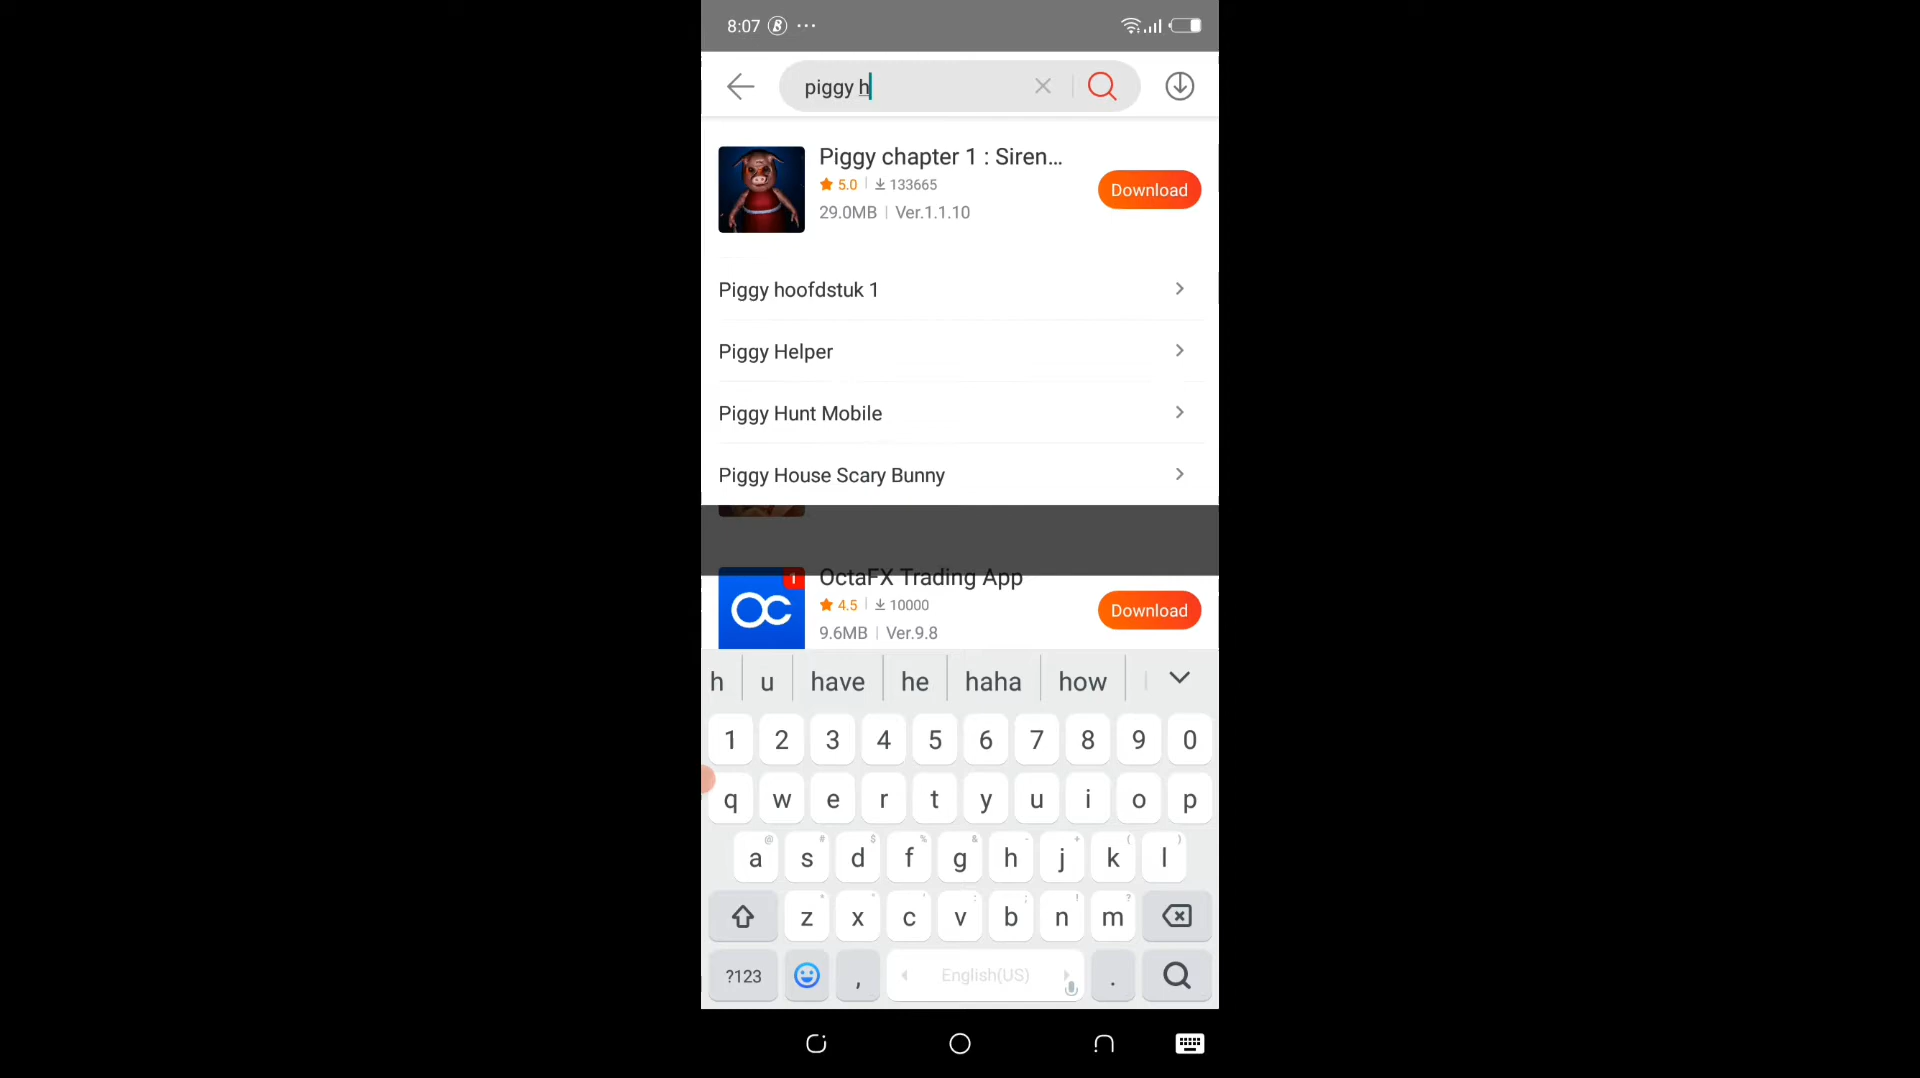 8:07
piggy h
Piggy chapter 1 : Siren...
5.0 133665
Download
29.0MB | Ver.1.1.10
Piggy hoofdstuk 1
Piggy Helper
Piggy Hunt Mobile
Piggy House Scary Bunny
OctaFX Trading App
4.5 10000
Download
9.6MB | Ver.9.8
OC
1
h u have he haha how
1 2 3 4 5 6 7 8 9 0
q w e r t y u i o p
@ # $ % & - + ( )
a s d f g h j k l
z x c v b n m
?123 , English(US) .